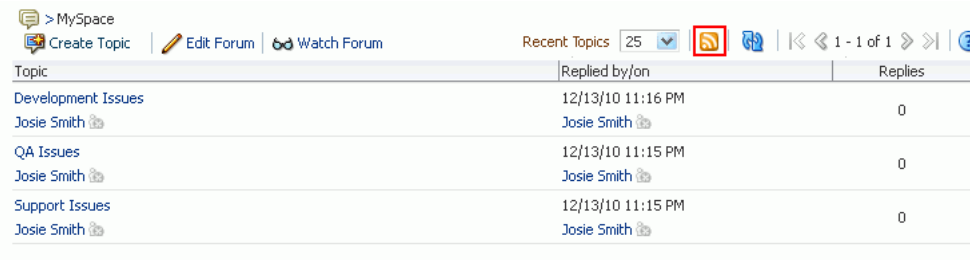 > MySpace
Create Topic Edit Forum Watch Forum Recent Topics 25 1 - 1 of 1
Topic Replied by/on Replies
Development Issues 12/13/10 11:16 PM
0
Josie Smith Josie Smith
QA Issues 12/13/10 11:15 PM
0
Josie Smith Josie Smith
Support Issues 12/13/10 11:15 PM
0
Josie Smith Josie Smith